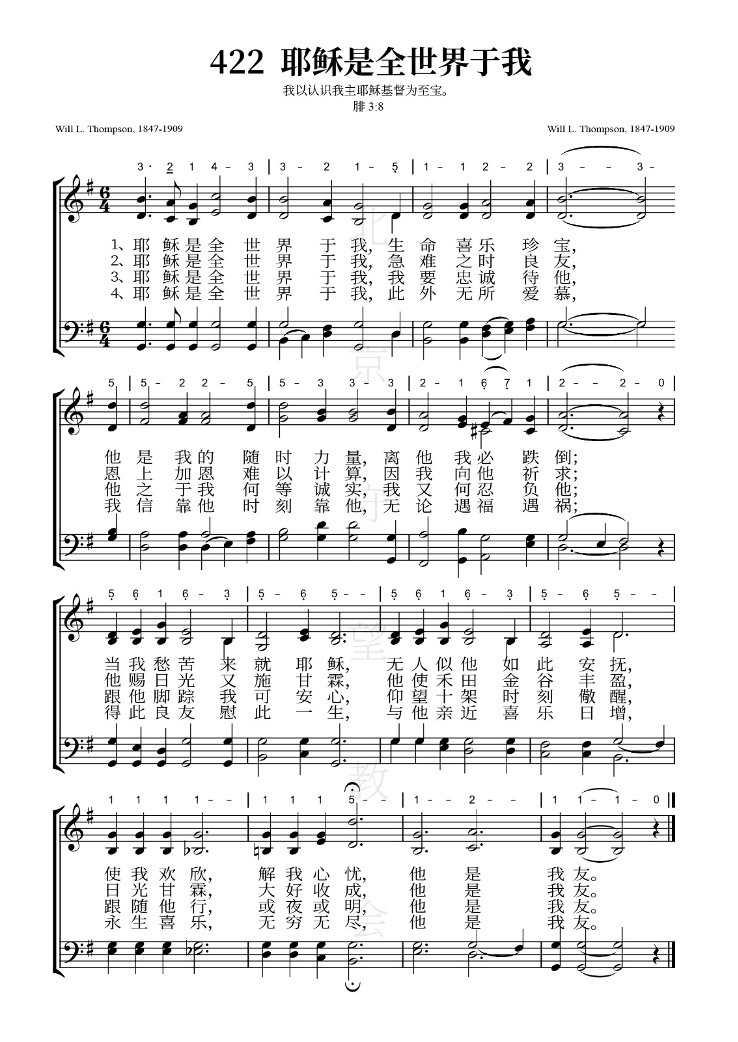 422 耶稣是全世界于我
我以认识我主耶稣基督为至宝。
腓 3:8
Will L. Thompson, 1847-1909 Will L. Thompson, 1847-1909
3· 2 1 4 - 3 | 3 - 2 1 - 5 | 1 - 1 2 - 2 | 3 - - 3 -
6/4
1、耶稣是全世界于我，生命喜乐珍宝，
2、耶稣是全世界于我，急难之时良友，
3、耶稣是全世界于我，我要忠诚待他，
4、耶稣是全世界于我，此外无所爱慕，
6/4
5 | 5 - 2 2 - 5 | 5 - 3 3 - 3 | 2 - 1 6 7 1 | 2 - - 2 - 0 |
他是我的随时力量，离他我必跌倒；
恩上加恩难以计算，因我向他祈求；
他之于我何等诚实，我又何忍负他；
我信靠他时刻靠他，无论遇福遇祸；
5 6 1 6 - 3 | 5 - 6 5 - - | 5 6 1 6 - 3 | 5 - 6 5 - - |
当我愁苦来就耶稣，无人似他如此安抚，
他赐日光又施甘霖，他使禾田金谷丰盈，
跟他脚踪我可安心，仰望十架时刻儆醒，
得此良友慰此一生，与他亲近喜乐日增，
1 1 1 1 - - | 1 1 1 5 - - | 1 - - 2 - - | 1 - - 1 - 0
使我欢欣，解我心忧，他是我友。
日光甘霖，大好收成，他是我友。
跟随他行，或夜或明，他是我友。
永生喜乐，无穷无尽，他是我友。
北京守望教会